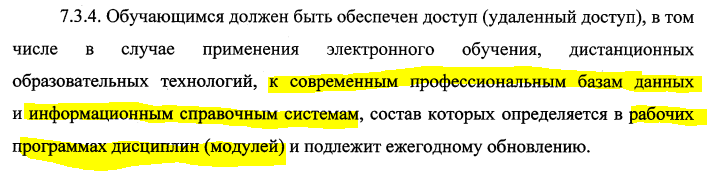 7.3.4. Обучающимся должен быть обеспечен доступ (удаленный доступ), в том
числе в случае применения электронного обучения, дистанционных
образовательных технологий, к современным профессиональным базам данных
и информационным справочным системам, состав которых определяется в рабочих
программах дисциплин (модулей) и подлежит ежегодному обновлению.